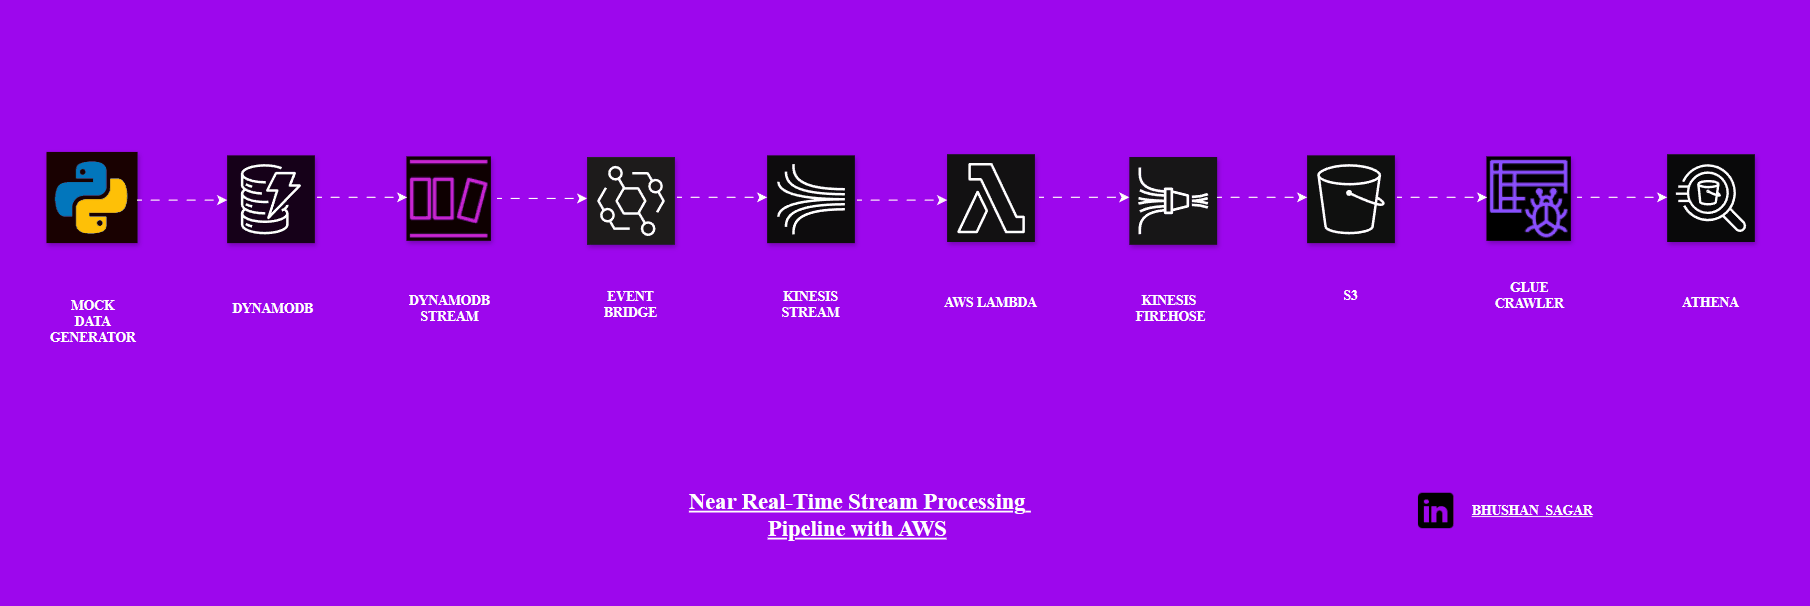 MOCK
DATA
GENERATOR
DYNAMODB
DYNAMODB
STREAM
EVENT
BRIDGE
KINESIS
STREAM
AWS LAMBDA
KINESIS
FIREHOSE
S3
GLUE
CRAWLER
ATHENA
Near Real-Time Stream Processing
Pipeline with AWS
in
BHUSHAN SAGAR